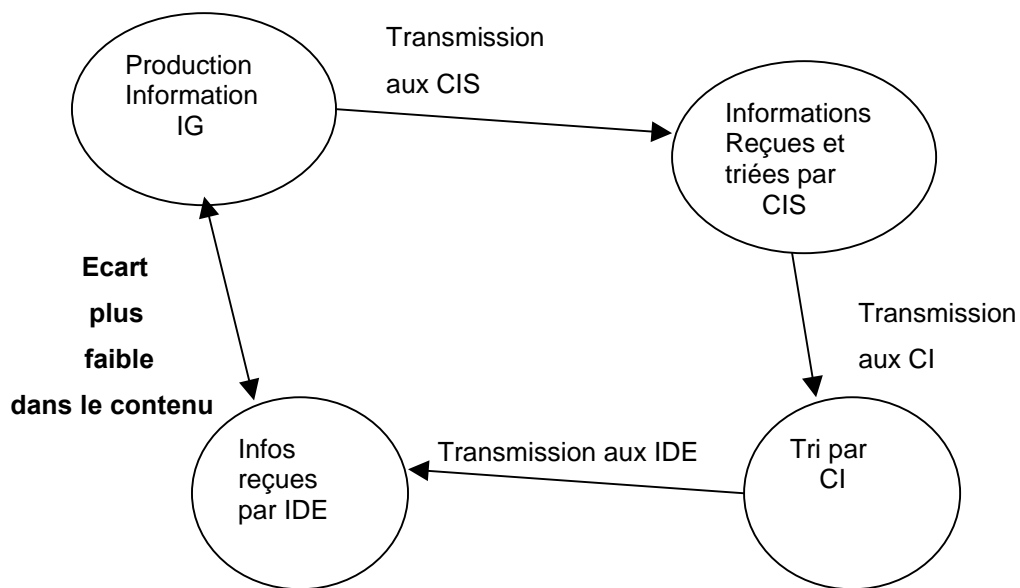 Production
Information
IG
Transmission
aux CIS
Informations
Reçues et
triées par
CIS
Ecart
plus
faible
dans le contenu
Transmission
aux CI
Infos
reçues
par IDE
Transmission aux IDE
Tri par
CI